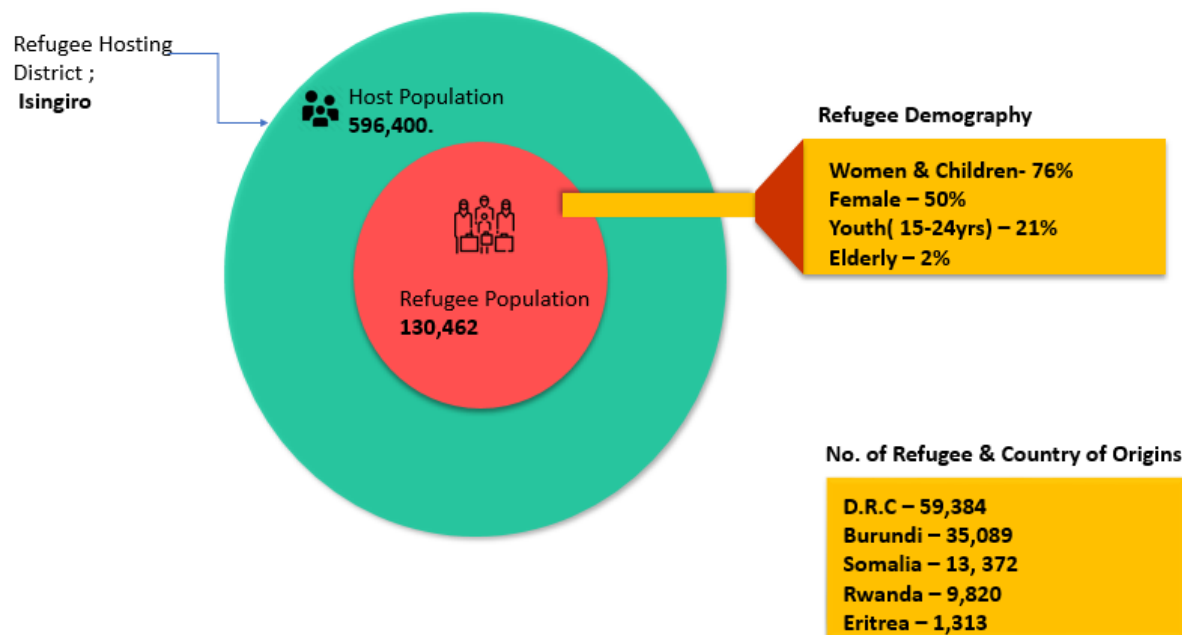 Refugee Hosting
District ;
Isingiro
Host Population
596,400.
Refugee Population
130,462
Refugee Demography
Women & Children- 76%
Female – 50%
Youth( 15-24yrs) – 21%
Elderly – 2%
No. of Refugee & Country of Origins
D.R.C – 59,384
Burundi – 35,089
Somalia – 13, 372
Rwanda – 9,820
Eritrea – 1,313